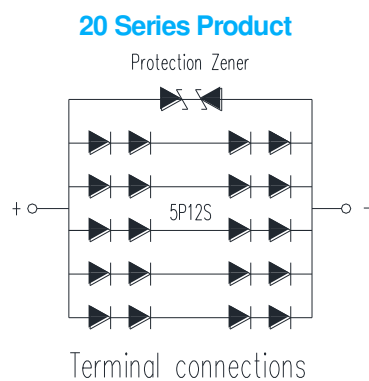 20 Series Product
Protection Zener
+ 5P12S -
Terminal connections